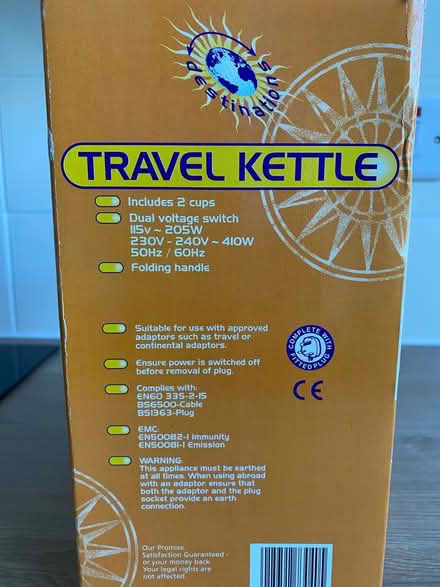 Destinations
TRAVEL KETTLE
Includes 2 cups
Dual voltage switch
115v ~ 205W
230V - 240V ~ 410W
50Hz / 60Hz
Folding handle
Suitable for use with approved
adaptors such as travel or
continental adaptors.
COMPLETE WITH
FITTED PLUG
Ensure power is switched off
before removal of plug.
CE
Complies with:
EN60 335-2-15
BS6500-Cable
BS1363-Plug
EMC:
EN50082-1 Immunity
EN50081-1 Emission
WARNING
This appliance must be earthed
at all times. When using abroad
with an adaptor ensure that
both the adaptor and the plug
socket provide an earth
connection.
Our Promise
Satisfaction Guaranteed -
or your money back
Your legal rights are
not affected.